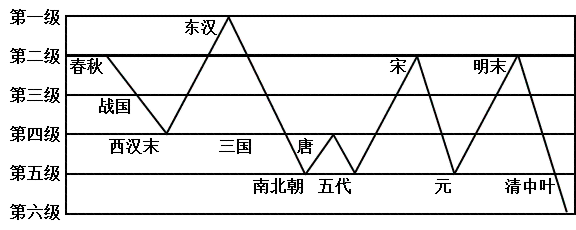 第一级
东汉
第二级
春秋
宋
明末
第三级
战国
第四级
西汉末
三国
唐
第五级
南北朝
五代
元
清中叶
第六级